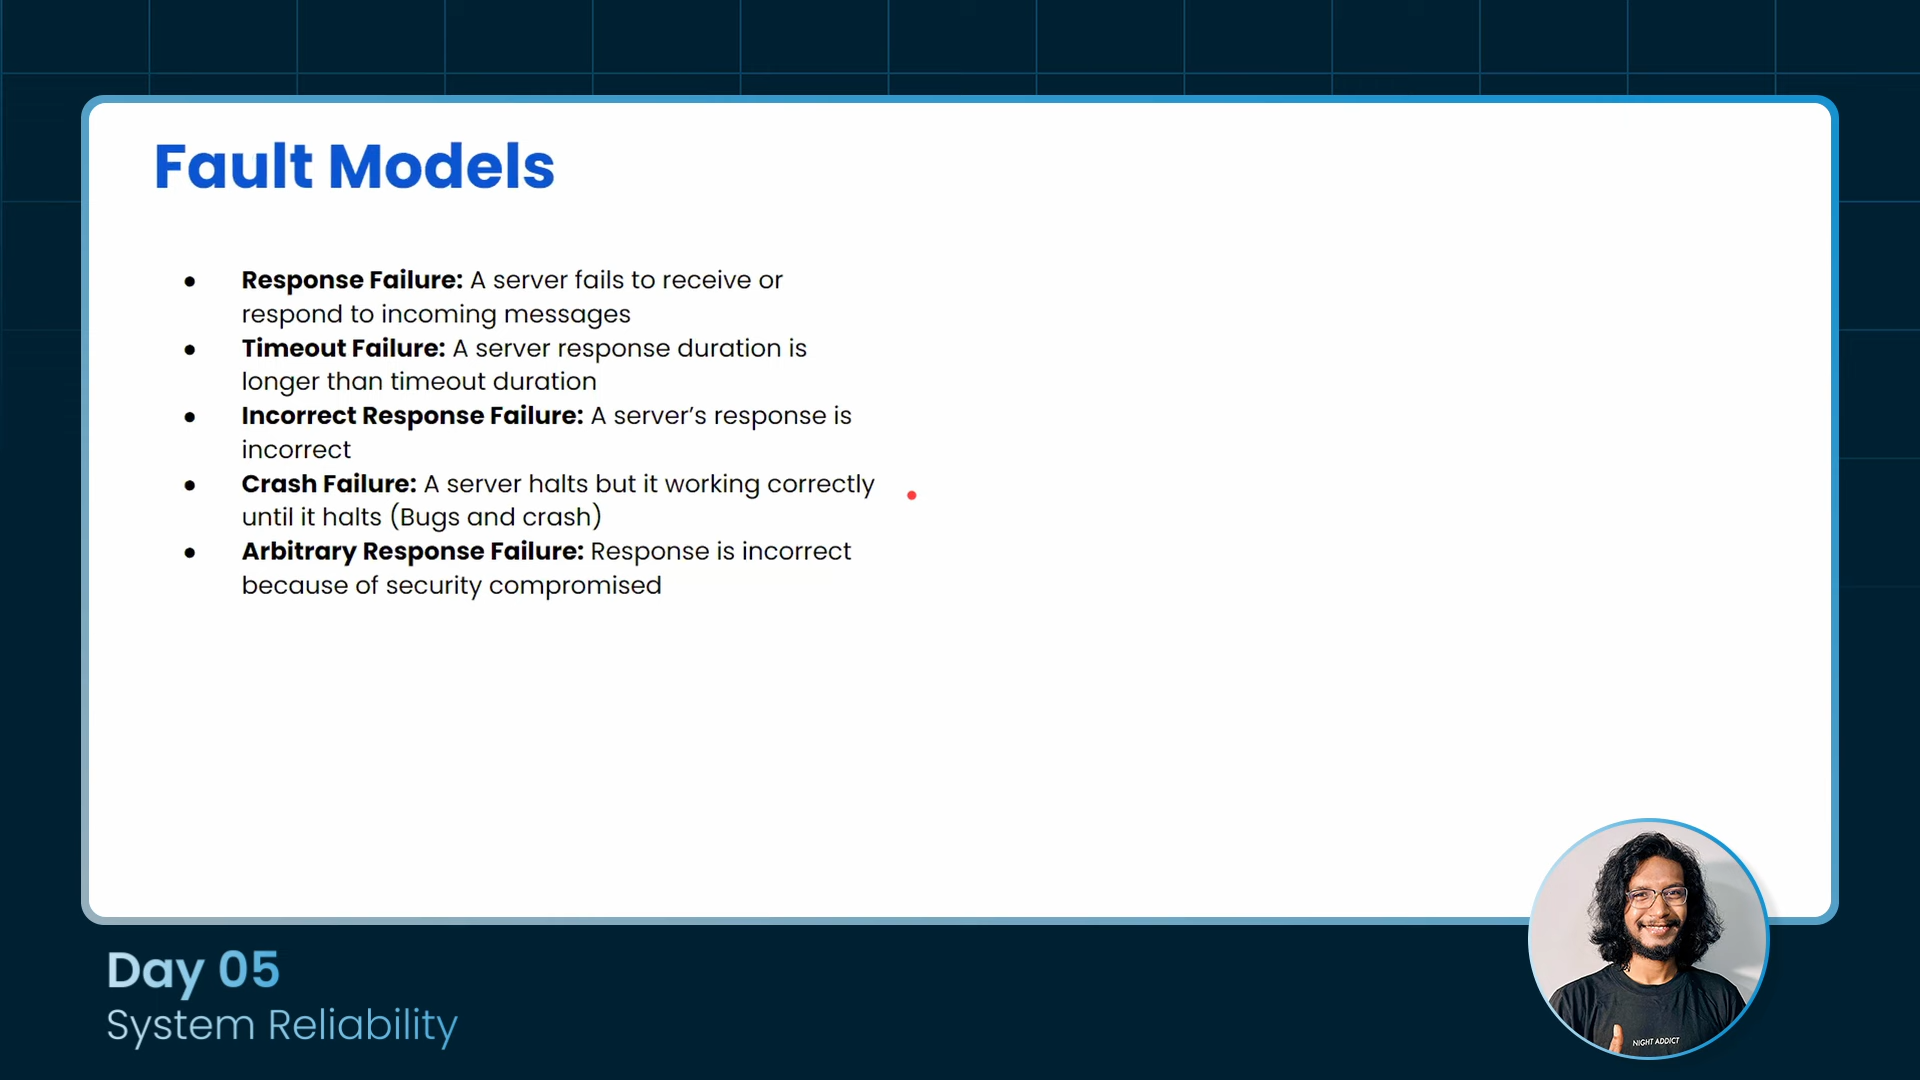 Fault Models
● Response Failure: A server fails to receive or
respond to incoming messages
● Timeout Failure: A server response duration is
longer than timeout duration
● Incorrect Response Failure: A server’s response is
incorrect
● Crash Failure: A server halts but it working correctly
until it halts (Bugs and crash)
● Arbitrary Response Failure: Response is incorrect
because of security compromised
Day 05
System Reliability
NIGHT ADDICT